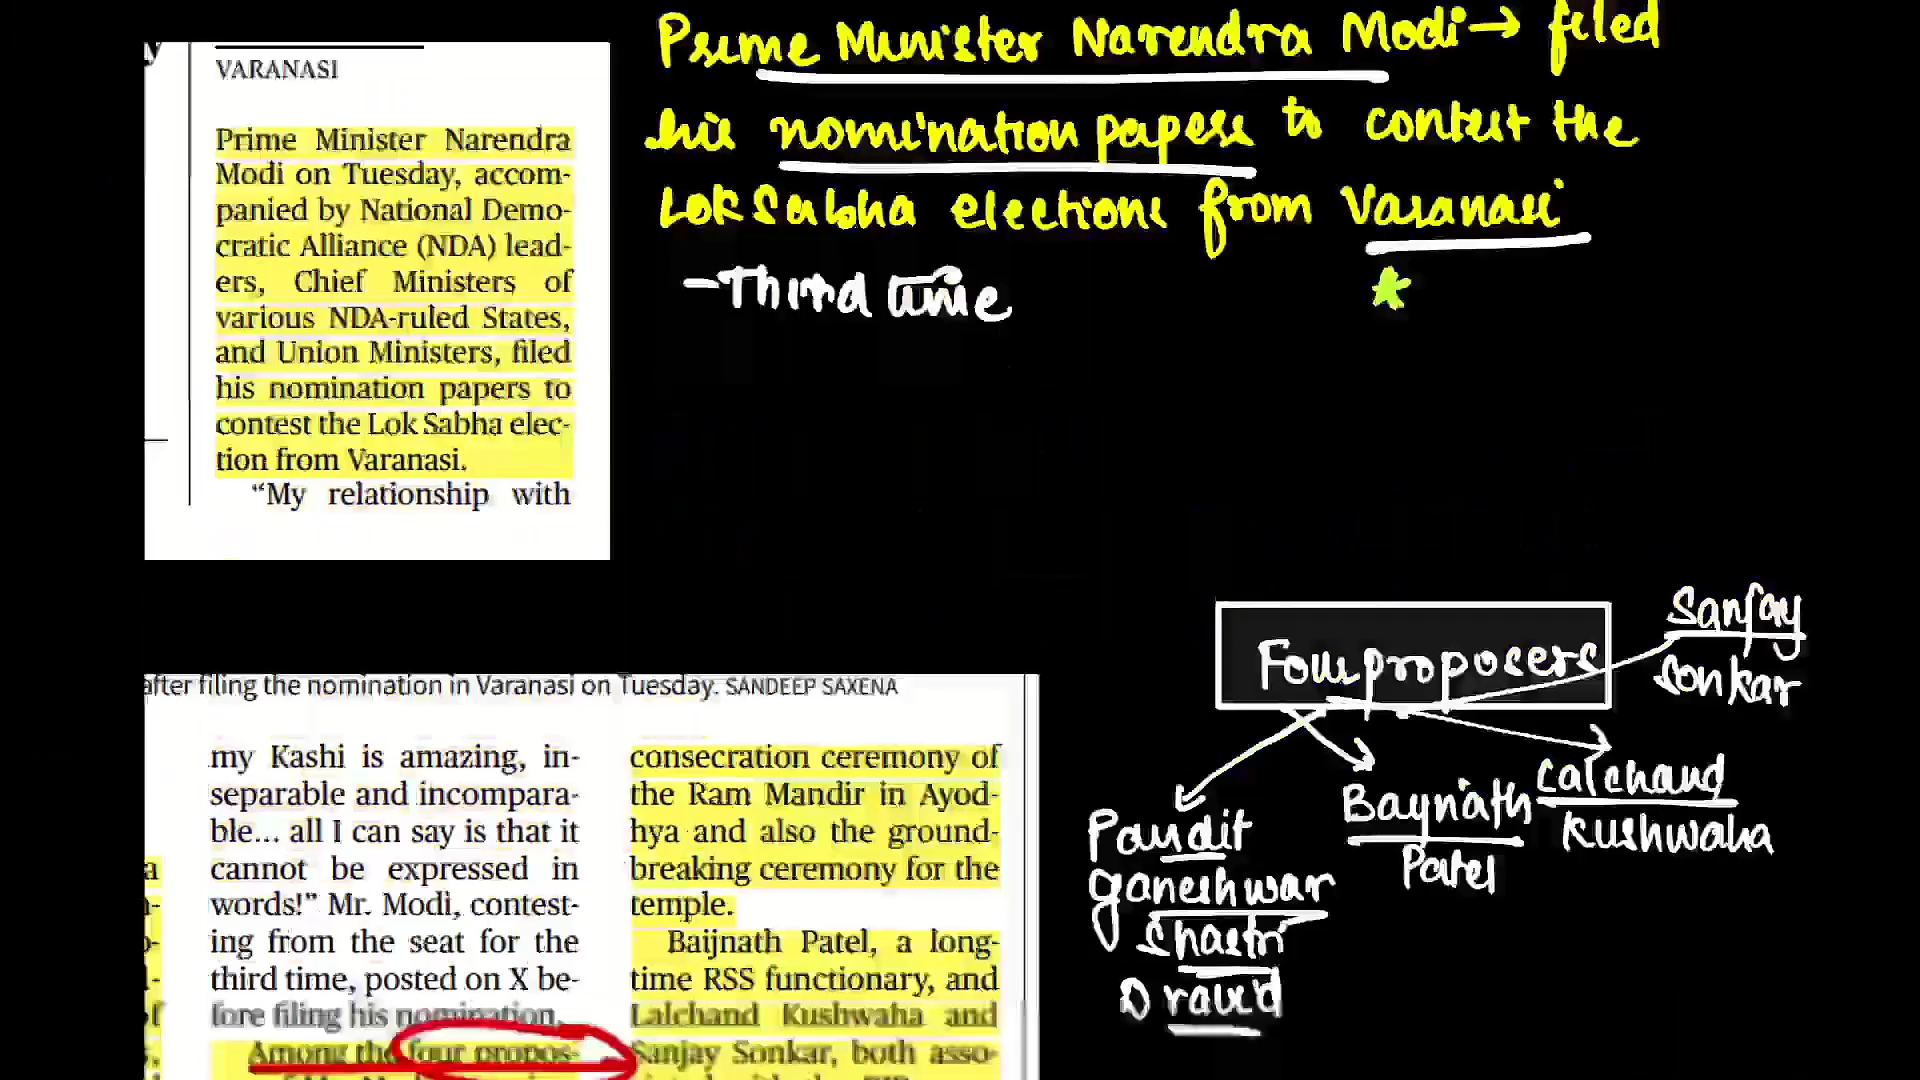 VARANASI
Prime Minister Narendra
Modi on Tuesday, accom-
panied by National Demo-
cratic Alliance (NDA) lead-
ers, Chief Ministers of
various NDA-ruled States,
and Union Ministers, filed
his nomination papers to
contest the Lok Sabha elec-
tion from Varanasi.
"My relationship with
Prime Minister Narendra Modi → filed
his nomination papers to contest the
Lok Sabha elections from Varanasi
- Third time
after filing the nomination in Varanasi on Tuesday. SANDEEP SAXENA
my Kashi is amazing, in-
separable and incompara-
ble... all I can say is that it
cannot be expressed in
words!" Mr. Modi, contest-
ing from the seat for the
third time, posted on X be-
fore filing his nomination.
Among the four propos-
consecration ceremony of
the Ram Mandir in Ayod-
hya and also the ground-
breaking ceremony for the
temple.
Baijnath Patel, a long-
time RSS functionary, and
Lalchand Kushwaha and
Sanjay Sonkar, both asso-
Four proposers
Sanjay
Sonkar
Lalchand
Kushwaha
Baijnath
Patel
Pandit
Ganeshwar
Shastri
Dravid